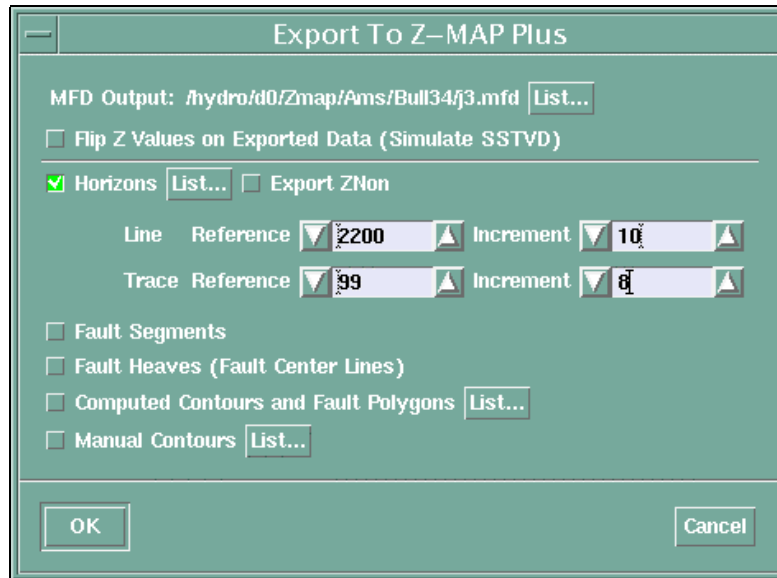 Export To Z-MAP Plus
MFD Output: /hydro/d0/Zmap/Ams/Bull34/j3.mfd List...
Flip Z Values on Exported Data (Simulate SSTVD)
Horizons List... Export ZNon
Line Reference 2200 Increment 10
Trace Reference 99 Increment 8
Fault Segments
Fault Heaves (Fault Center Lines)
Computed Contours and Fault Polygons List...
Manual Contours List...
OK Cancel